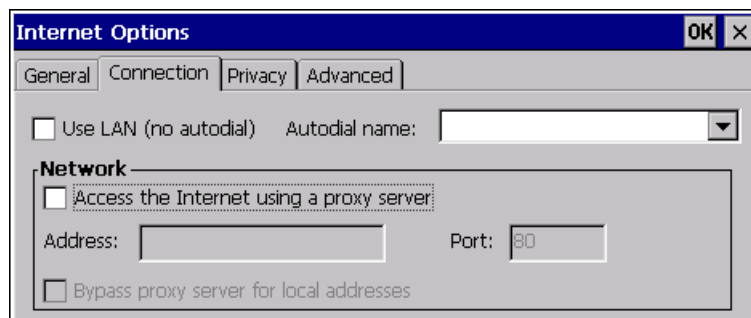 Internet Options OK ×
General Connection Privacy Advanced
Use LAN (no autodial) Autodial name:
Network
Access the Internet using a proxy server
Address: Port: 80
Bypass proxy server for local addresses